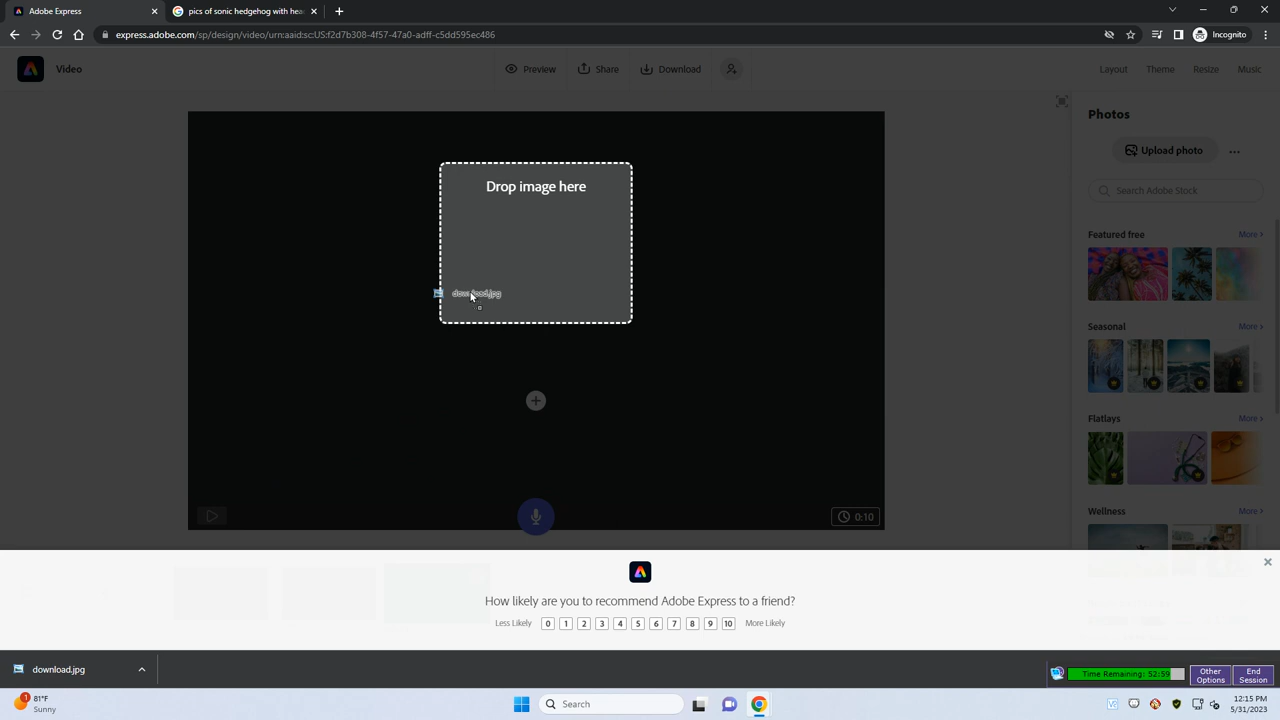 Adobe Express
pics of sonic hedgehog with hea
express.adobe.com/sp/design/video/urn:aaid:sc:US:f2d7b308-4f57-47a0-adff-c5dd595ec486
Incognito
Video
Preview
Share
Download
Layout
Theme
Resize
Music
Photos
Drop image here
Upload photo
...
Search Adobe Stock
Featured free
More >
download.jpg
Seasonal
More >
Flatlays
More >
Wellness
More >
0:10
How likely are you to recommend Adobe Express to a friend?
Less Likely 0 1 2 3 4 5 6 7 8 9 10 More Likely
download.jpg
Time Remaining: 52:59
Other Options
End Session
81°F
Sunny
Search
12:15 PM
5/31/2023